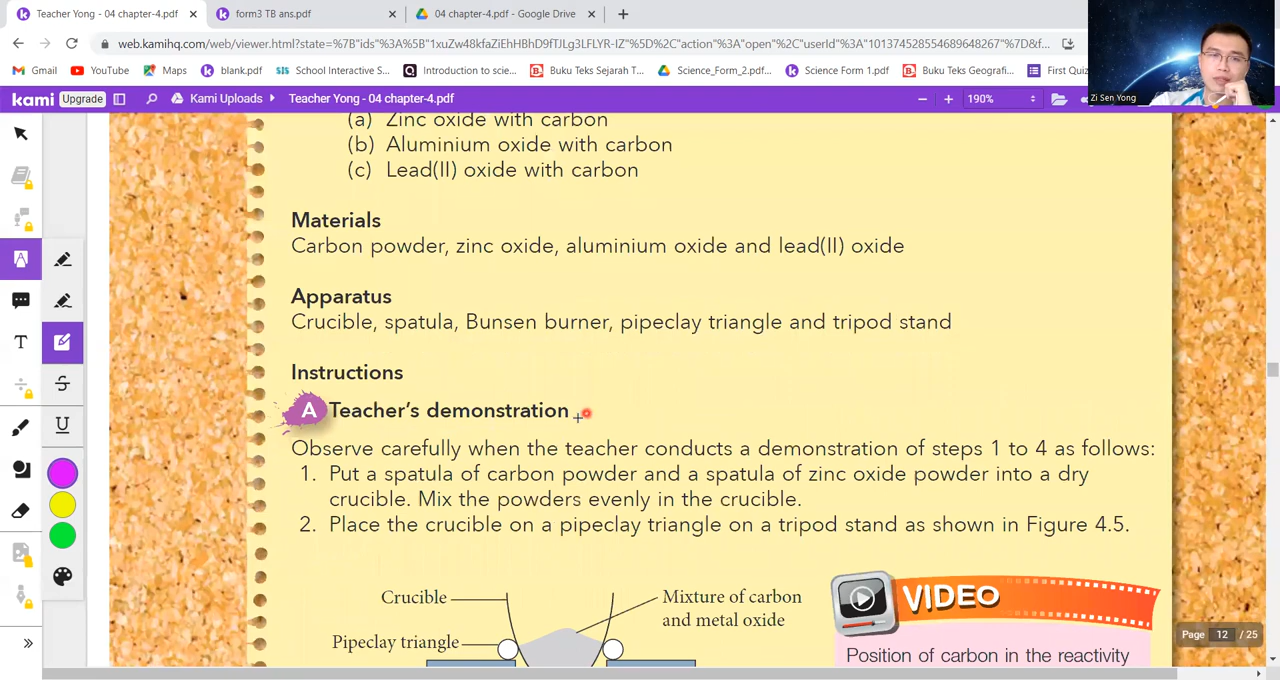 Teacher Yong - 04 chapter-4.pdf
form3 TB ans.pdf
04 chapter-4.pdf - Google Drive
web.kamihq.com/web/viewer.html?state=%7B"ids"%3A%5B"1xuZw48kfaZiEhHBhD9fTJLg3LFLYR-IZ"%5D%2C"action"%3A"open"%2C"userId"%3A"101374528554689648267"%7D&f...
Gmail
YouTube
Maps
blank.pdf
School Interactive S...
Introduction to scie...
Buku Teks Sejarah T...
Science_Form_2.pdf...
Science Form 1.pdf
Buku Teks Geografi...
First Quiz
Zi Sen Yong
kami
Upgrade
Kami Uploads
Teacher Yong - 04 chapter-4.pdf
190%
(a) Zinc oxide with carbon
(b) Aluminium oxide with carbon
(c) Lead(II) oxide with carbon
Materials
Carbon powder, zinc oxide, aluminium oxide and lead(II) oxide
Apparatus
Crucible, spatula, Bunsen burner, pipeclay triangle and tripod stand
Instructions
A Teacher's demonstration
Observe carefully when the teacher conducts a demonstration of steps 1 to 4 as follows:
1. Put a spatula of carbon powder and a spatula of zinc oxide powder into a dry
crucible. Mix the powders evenly in the crucible.
2. Place the crucible on a pipeclay triangle on a tripod stand as shown in Figure 4.5.
Crucible
Mixture of carbon
and metal oxide
Pipeclay triangle
VIDEO
Position of carbon in the reactivity
Page 12 / 25